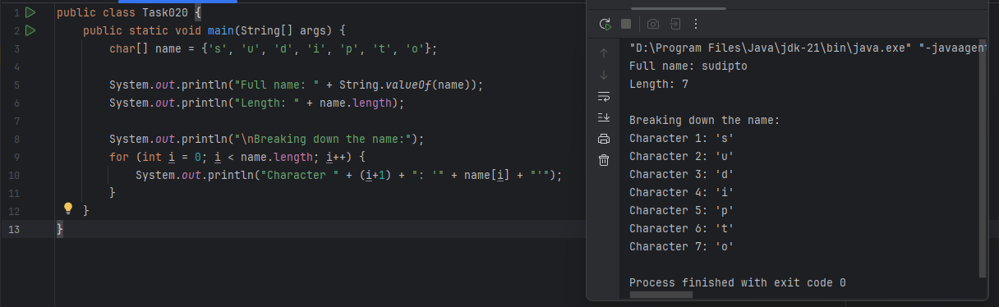 1 public class Task020 {
2 public static void main(String[] args) {
3 char[] name = {'s', 'u', 'd', 'i', 'p', 't', 'o'};
4
5 System.out.println("Full name: " + String.valueOf(name));
6 System.out.println("Length: " + name.length);
7
8 System.out.println("\nBreaking down the name:");
9 for (int i = 0; i < name.length; i++) {
10 System.out.println("Character " + (i+1) + ": '" + name[i] + "'");
11 }
12 }
13 }
"D:\Program Files\Java\jdk-21\bin\java.exe" "-javaagent
Full name: sudipto
Length: 7
Breaking down the name:
Character 1: 's'
Character 2: 'u'
Character 3: 'd'
Character 4: 'i'
Character 5: 'p'
Character 6: 't'
Character 7: 'o'
Process finished with exit code 0